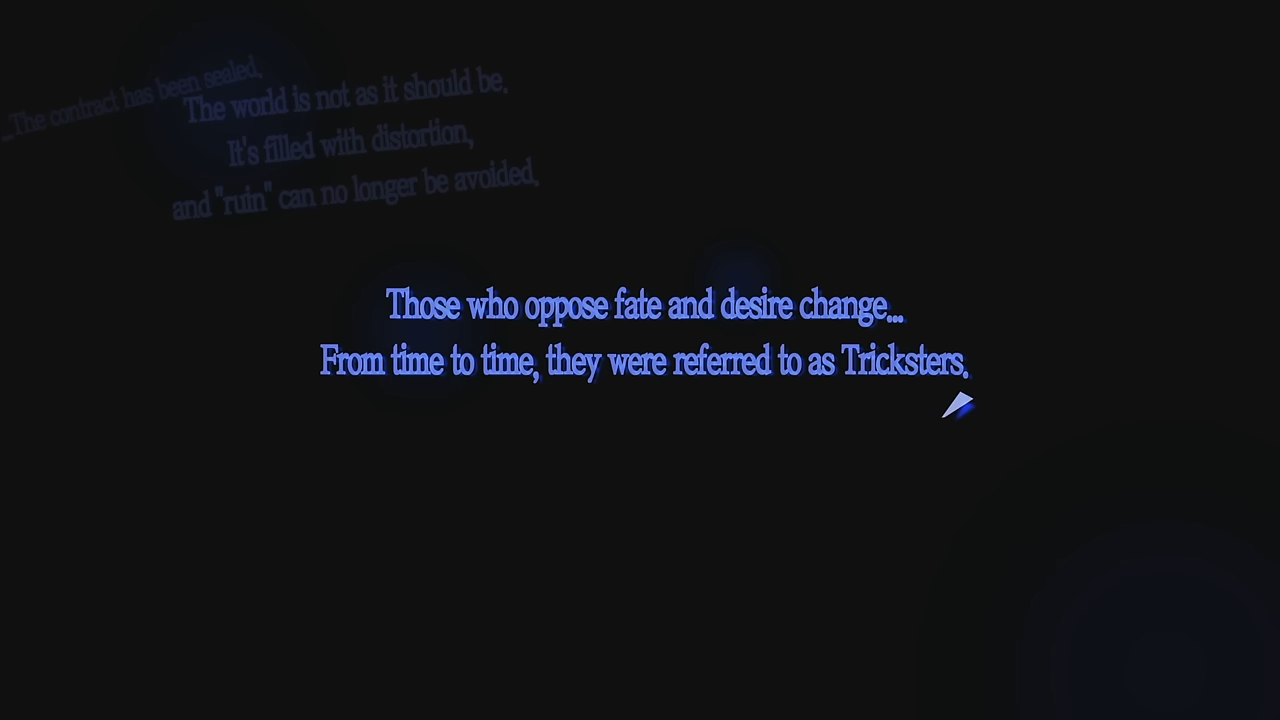 _The contract has been sealed.
The world is not as it should be.
It's filled with distortion,
and "ruin" can no longer be avoided.
Those who oppose fate and desire change...
From time to time, they were referred to as Tricksters.